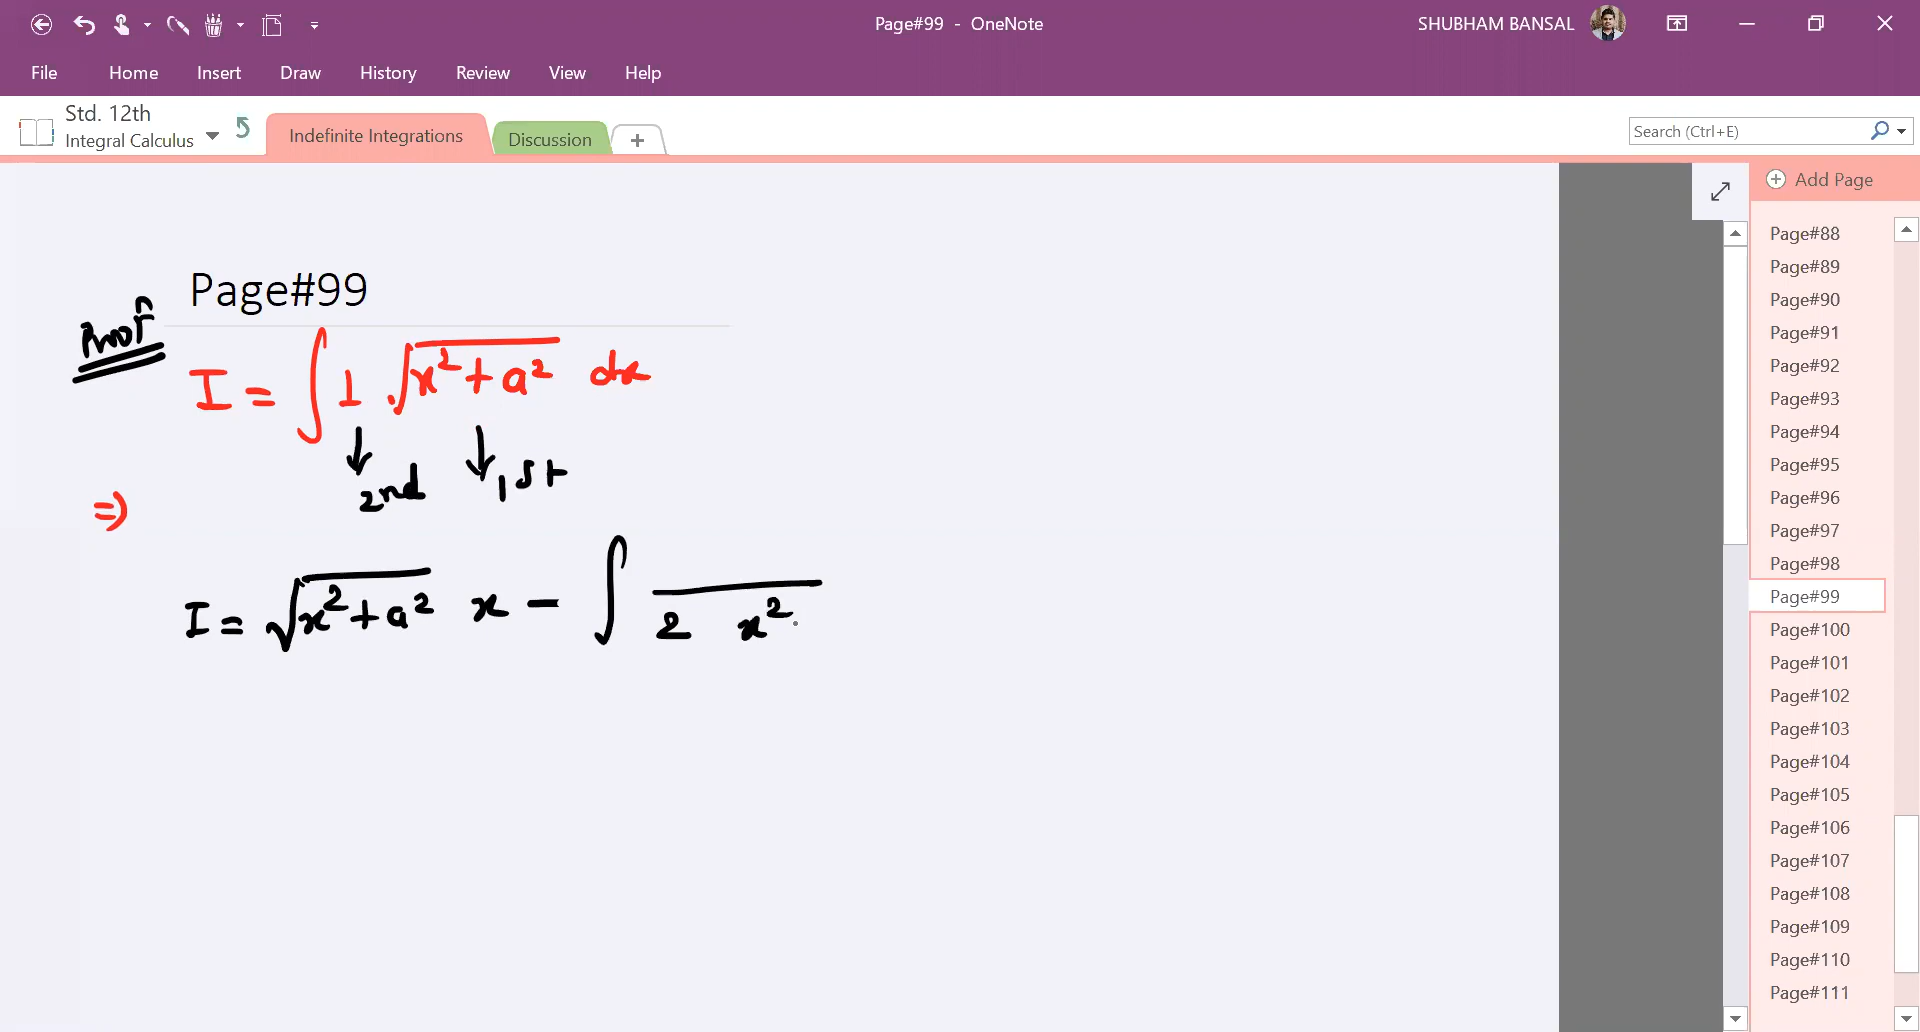 Page#99 - OneNote
SHUBHAM BANSAL
File Home Insert Draw History Review View Help
Std. 12th
Integral Calculus
Indefinite Integrations
Discussion
+
Search (Ctrl+E)
Add Page
Page#88
Page#89
Page#90
Page#91
Page#92
Page#93
Page#94
Page#95
Page#96
Page#97
Page#98
Page#99
Page#100
Page#101
Page#102
Page#103
Page#104
Page#105
Page#106
Page#107
Page#108
Page#109
Page#110
Page#111
Page#99
Proof
I = ∫ 1 . √(x² + a²) dx
↓ 2nd ↓ 1st
⇒
I = √(x² + a²) x − ∫ ‾‾‾
2 x²